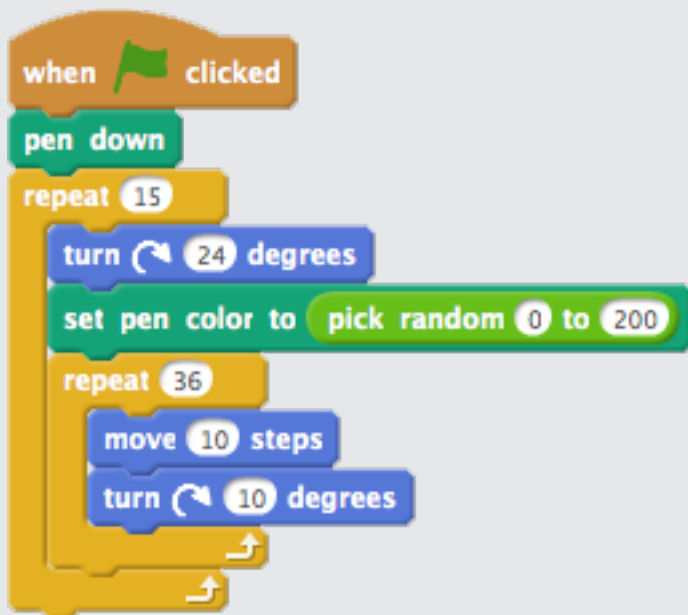 when clicked
pen down
repeat 15
turn 24 degrees
set pen color to pick random 0 to 200
repeat 36
move 10 steps
turn 10 degrees